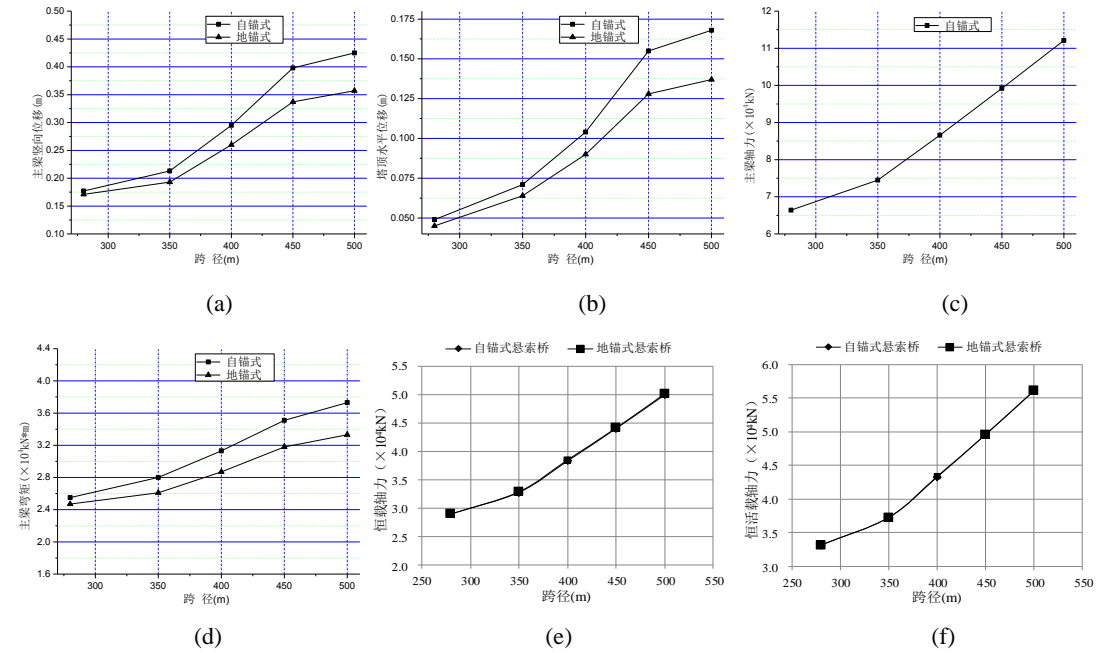 0.50
0.45
0.40
0.35
0.30
0.25
0.20
0.15
0.10
主梁竖向位移(m)
自锚式
地锚式
300 350 400 450 500
跨 径(m)
(a)
0.175
0.150
0.125
0.100
0.075
0.050
塔顶水平位移(m)
自锚式
地锚式
300 350 400 450 500
跨 径(m)
(b)
12
11
10
9
8
7
6
主梁轴力(×10⁴kN)
自锚式
300 350 400 450 500
跨 径(m)
(c)
4.4
4.0
3.6
3.2
2.8
2.4
2.0
1.6
自锚式
地锚式
300 350 400 450 500
跨 径(m)
(d)
自锚式悬索桥 地锚式悬索桥
5.5
5.0
4.5
4.0
3.5
3.0
2.5
2.0
恒载轴力(×10⁴kN)
250 300 350 400 450 500 550
跨径(m)
(e)
自锚式悬索桥 地锚式悬索桥
6.0
5.5
5.0
4.5
4.0
3.5
3.0
恒活载轴力(×10⁴kN)
250 300 350 400 450 500 550
跨径(m)
(f)